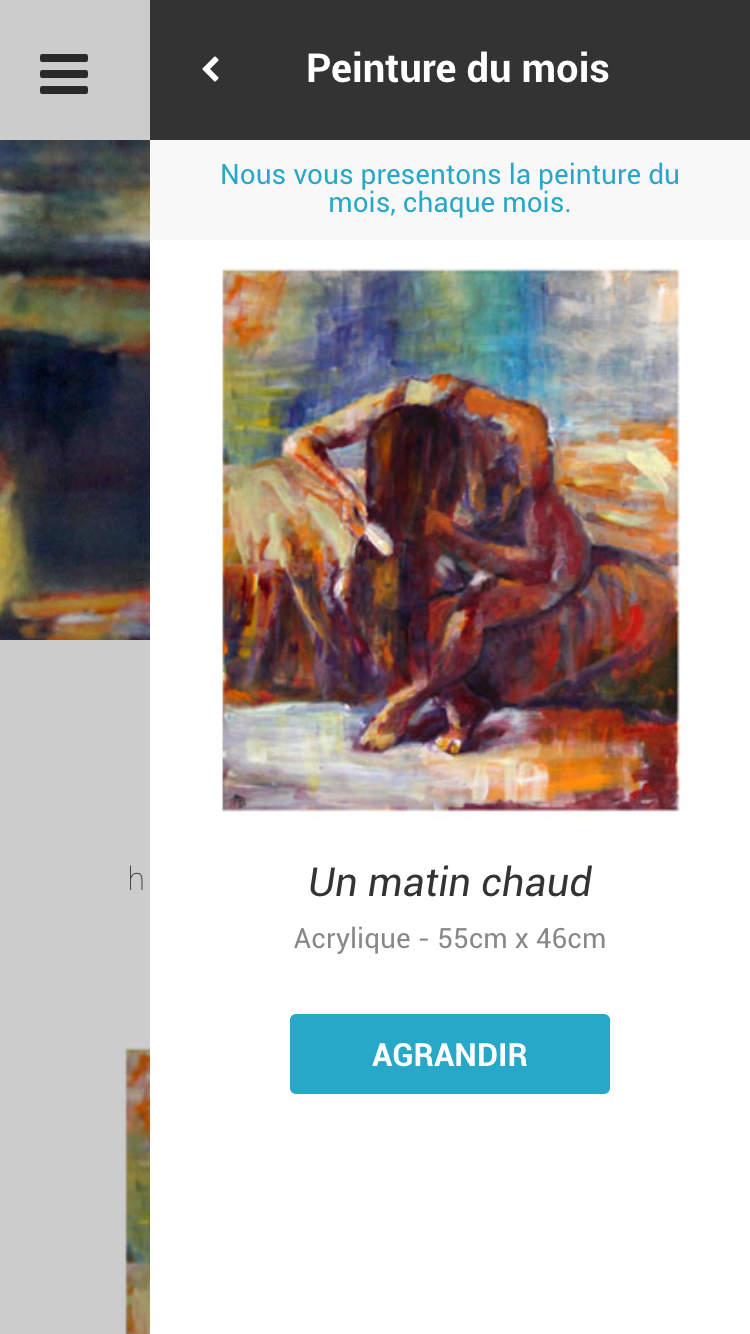 Peinture du mois
Nous vous presentons la peinture du
mois, chaque mois.
Un matin chaud
Acrylique - 55cm x 46cm
AGRANDIR
h